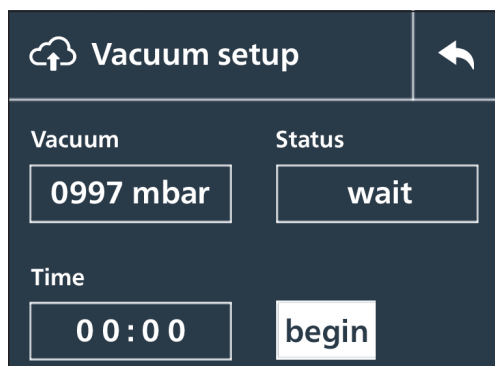 Vacuum setup
Vacuum
Status
0997 mbar
wait
Time
00:00
begin